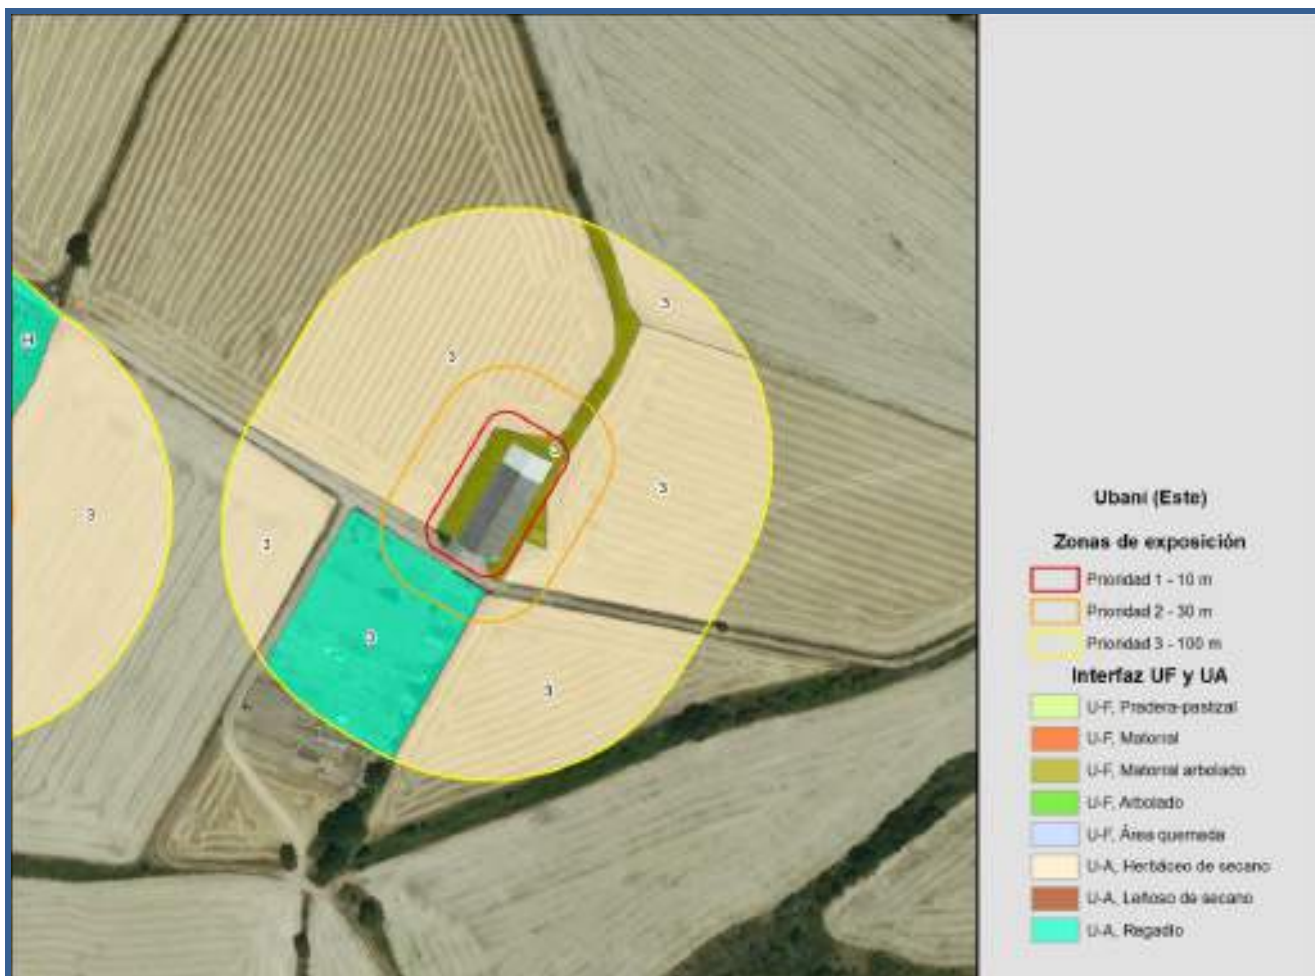 Ubani (Este)
Zonas de exposición
Prioridad 1 - 10 m
Prioridad 2 - 30 m
Prioridad 3 - 100 m
Interfaz UF y UA
U-F, Pradera-pastizal
U-F, Matorral
U-F, Matorral arbolado
U-F, Arbolado
U-F, Área quemada
U-A, Herbáceo de secano
U-A, Leñoso de secano
U-A, Regadío
3
3
3
3
3
3
3